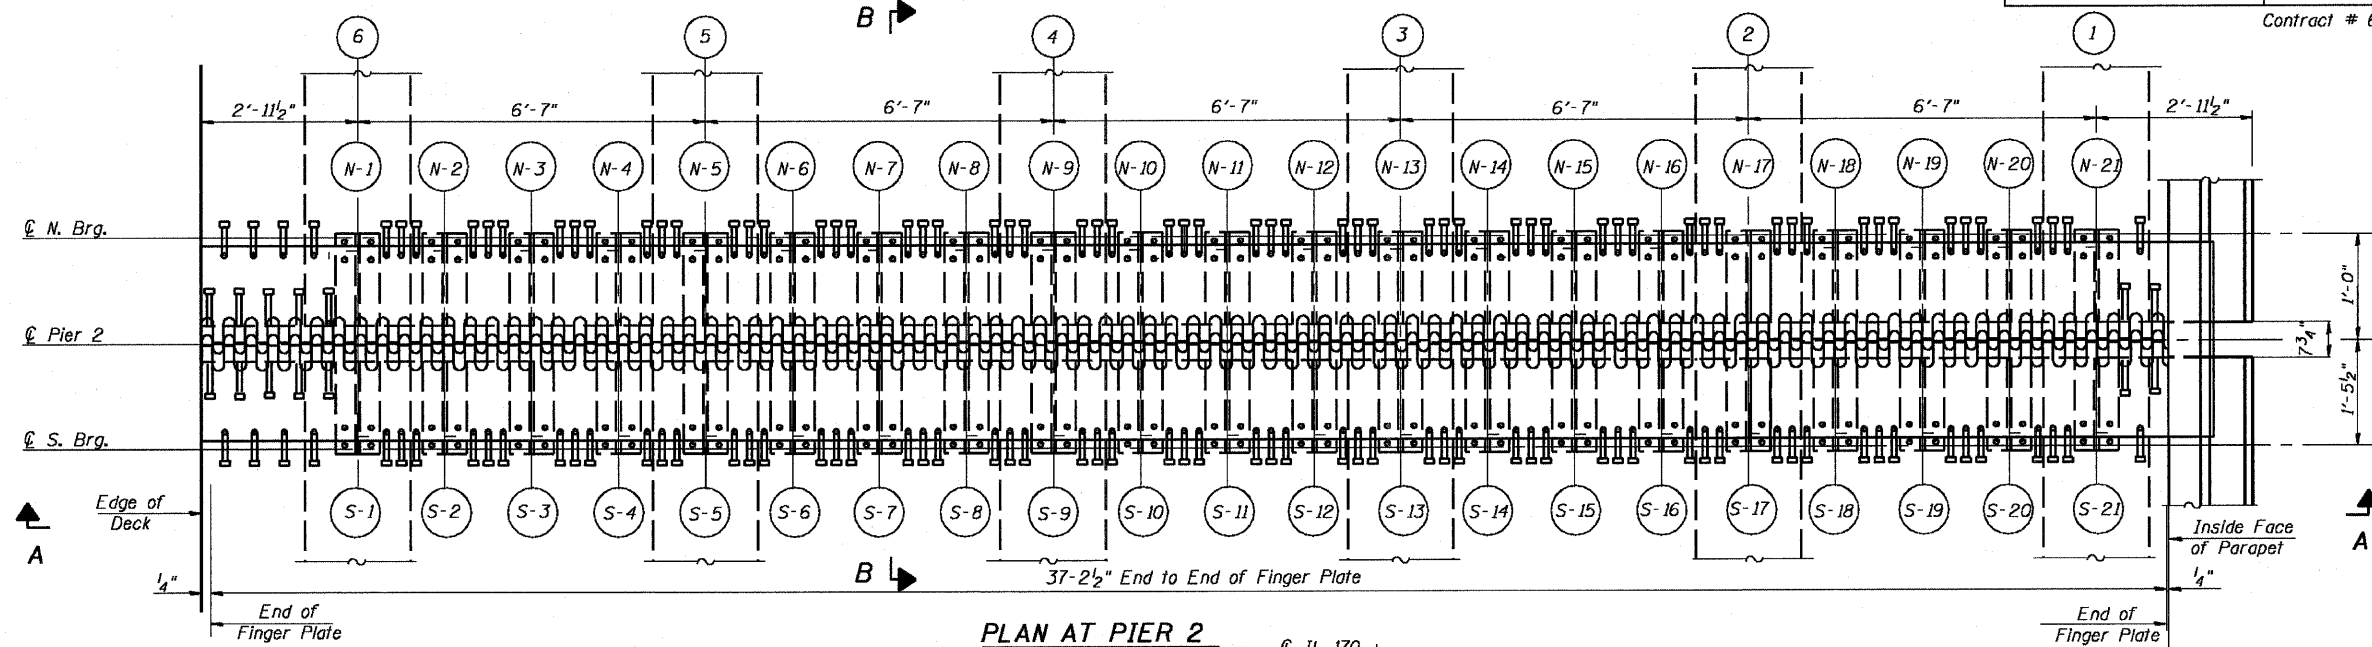 Contract # 6
B
6 5 4 3 2 1
2'-11½" 6'-7" 6'-7" 6'-7" 6'-7" 6'-7" 2'-11½"
N-1 N-2 N-3 N-4 N-5 N-6 N-7 N-8 N-9 N-10 N-11 N-12 N-13 N-14 N-15 N-16 N-17 N-18 N-19 N-20 N-21
℄ N. Brg.
1'-0"
℄ Pier 2
7¾"
1'-5½"
℄ S. Brg.
S-1 S-2 S-3 S-4 S-5 S-6 S-7 S-8 S-9 S-10 S-11 S-12 S-13 S-14 S-15 S-16 S-17 S-18 S-19 S-20 S-21
Edge of
Deck
Inside Face
of Parapet
A
A
B
¼"
37-2½" End to End of Finger Plate
¼"
End of
Finger Plate
End of
Finger Plate
PLAN AT PIER 2